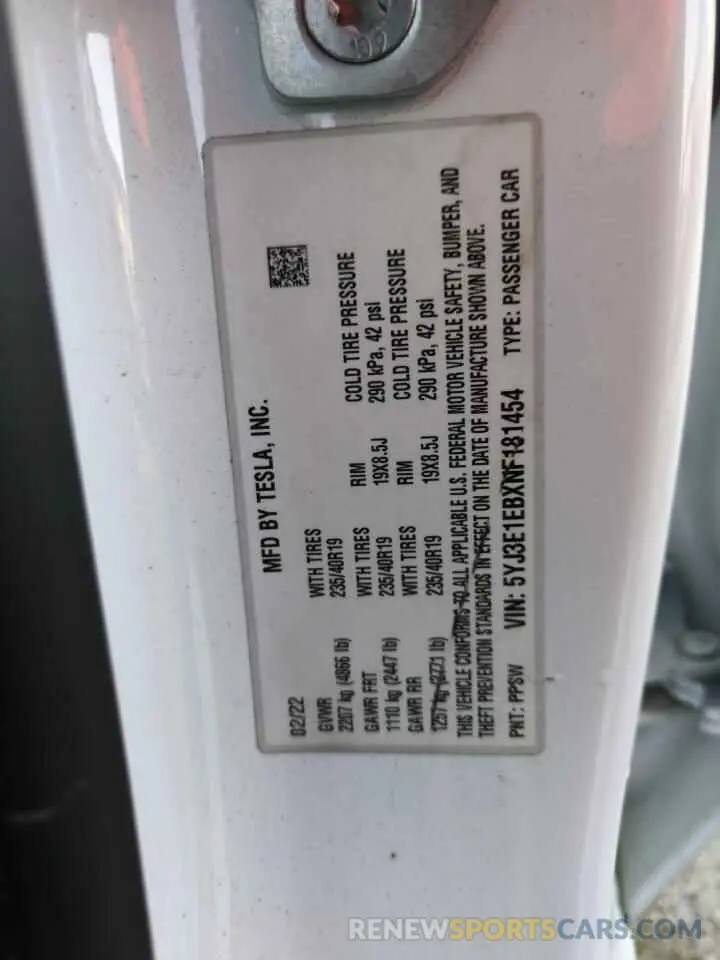 MFD BY TESLA, INC.
02/22
GVWR WITH TIRES RIM COLD TIRE PRESSURE
2207 kg (4866 lb) 235/40R19 19X8.5J 290 kPa, 42 psi
GAWR FRT WITH TIRES RIM COLD TIRE PRESSURE
1110 kg (2447 lb) 235/40R19 19X8.5J 290 kPa, 42 psi
GAWR RR WITH TIRES
1257 kg (2771 lb) 235/40R19
THIS VEHICLE CONFORMS TO ALL APPLICABLE U.S. FEDERAL MOTOR VEHICLE SAFETY, BUMPER, AND
THEFT PREVENTION STANDARDS IN EFFECT ON THE DATE OF MANUFACTURE SHOWN ABOVE.
PNT: PPSW VIN: 5YJ3E1EBXNF181454 TYPE: PASSENGER CAR
RENEWSPORTSCARS.COM